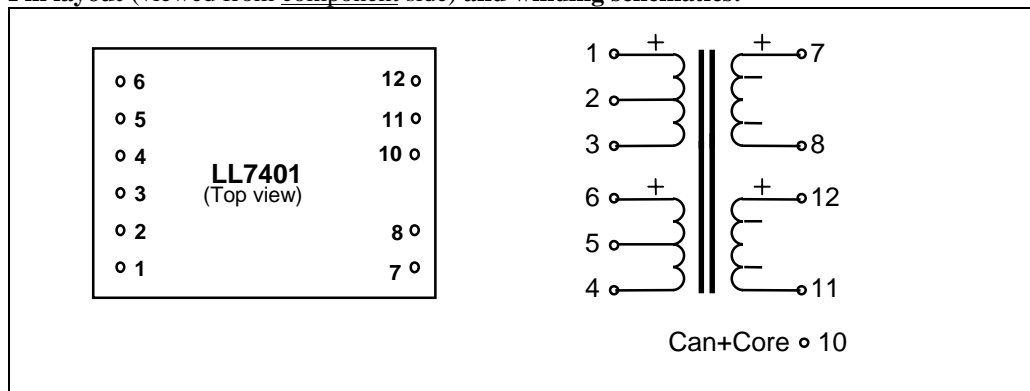 Pin layout (viewed from component side) and winding schematics:
6 12
5 11
4 10
LL7401
3 (Top view)
2 8
1 7
1 + + 7
2
3 8
6 + + 12
5
4 11
Can+Core 10